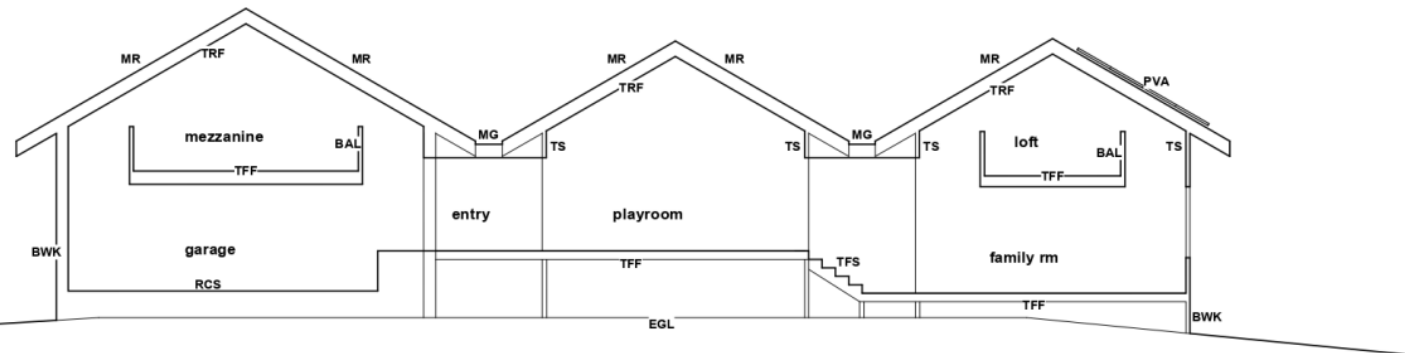 MR
TRF
MR
MR
TRF
MR
MR
TRF
PVA
mezzanine
BAL
MG
TS
TS
MG
TS
loft
BAL
TS
TFF
TFF
entry
playroom
BWK
garage
family rm
RCS
TFF
TFS
TFF
BWK
EGL